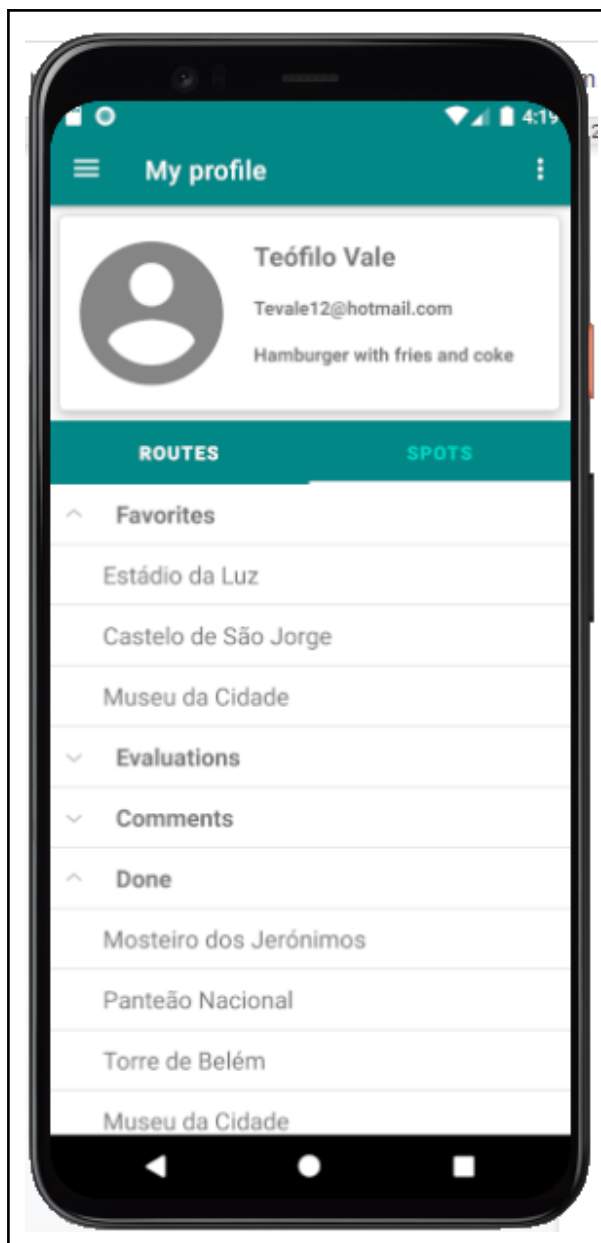 4:19
My profile
Teófilo Vale
Tevale12@hotmail.com
Hamburger with fries and coke
ROUTES SPOTS
Favorites
Estádio da Luz
Castelo de São Jorge
Museu da Cidade
Evaluations
Comments
Done
Mosteiro dos Jerónimos
Panteão Nacional
Torre de Belém
Museu da Cidade